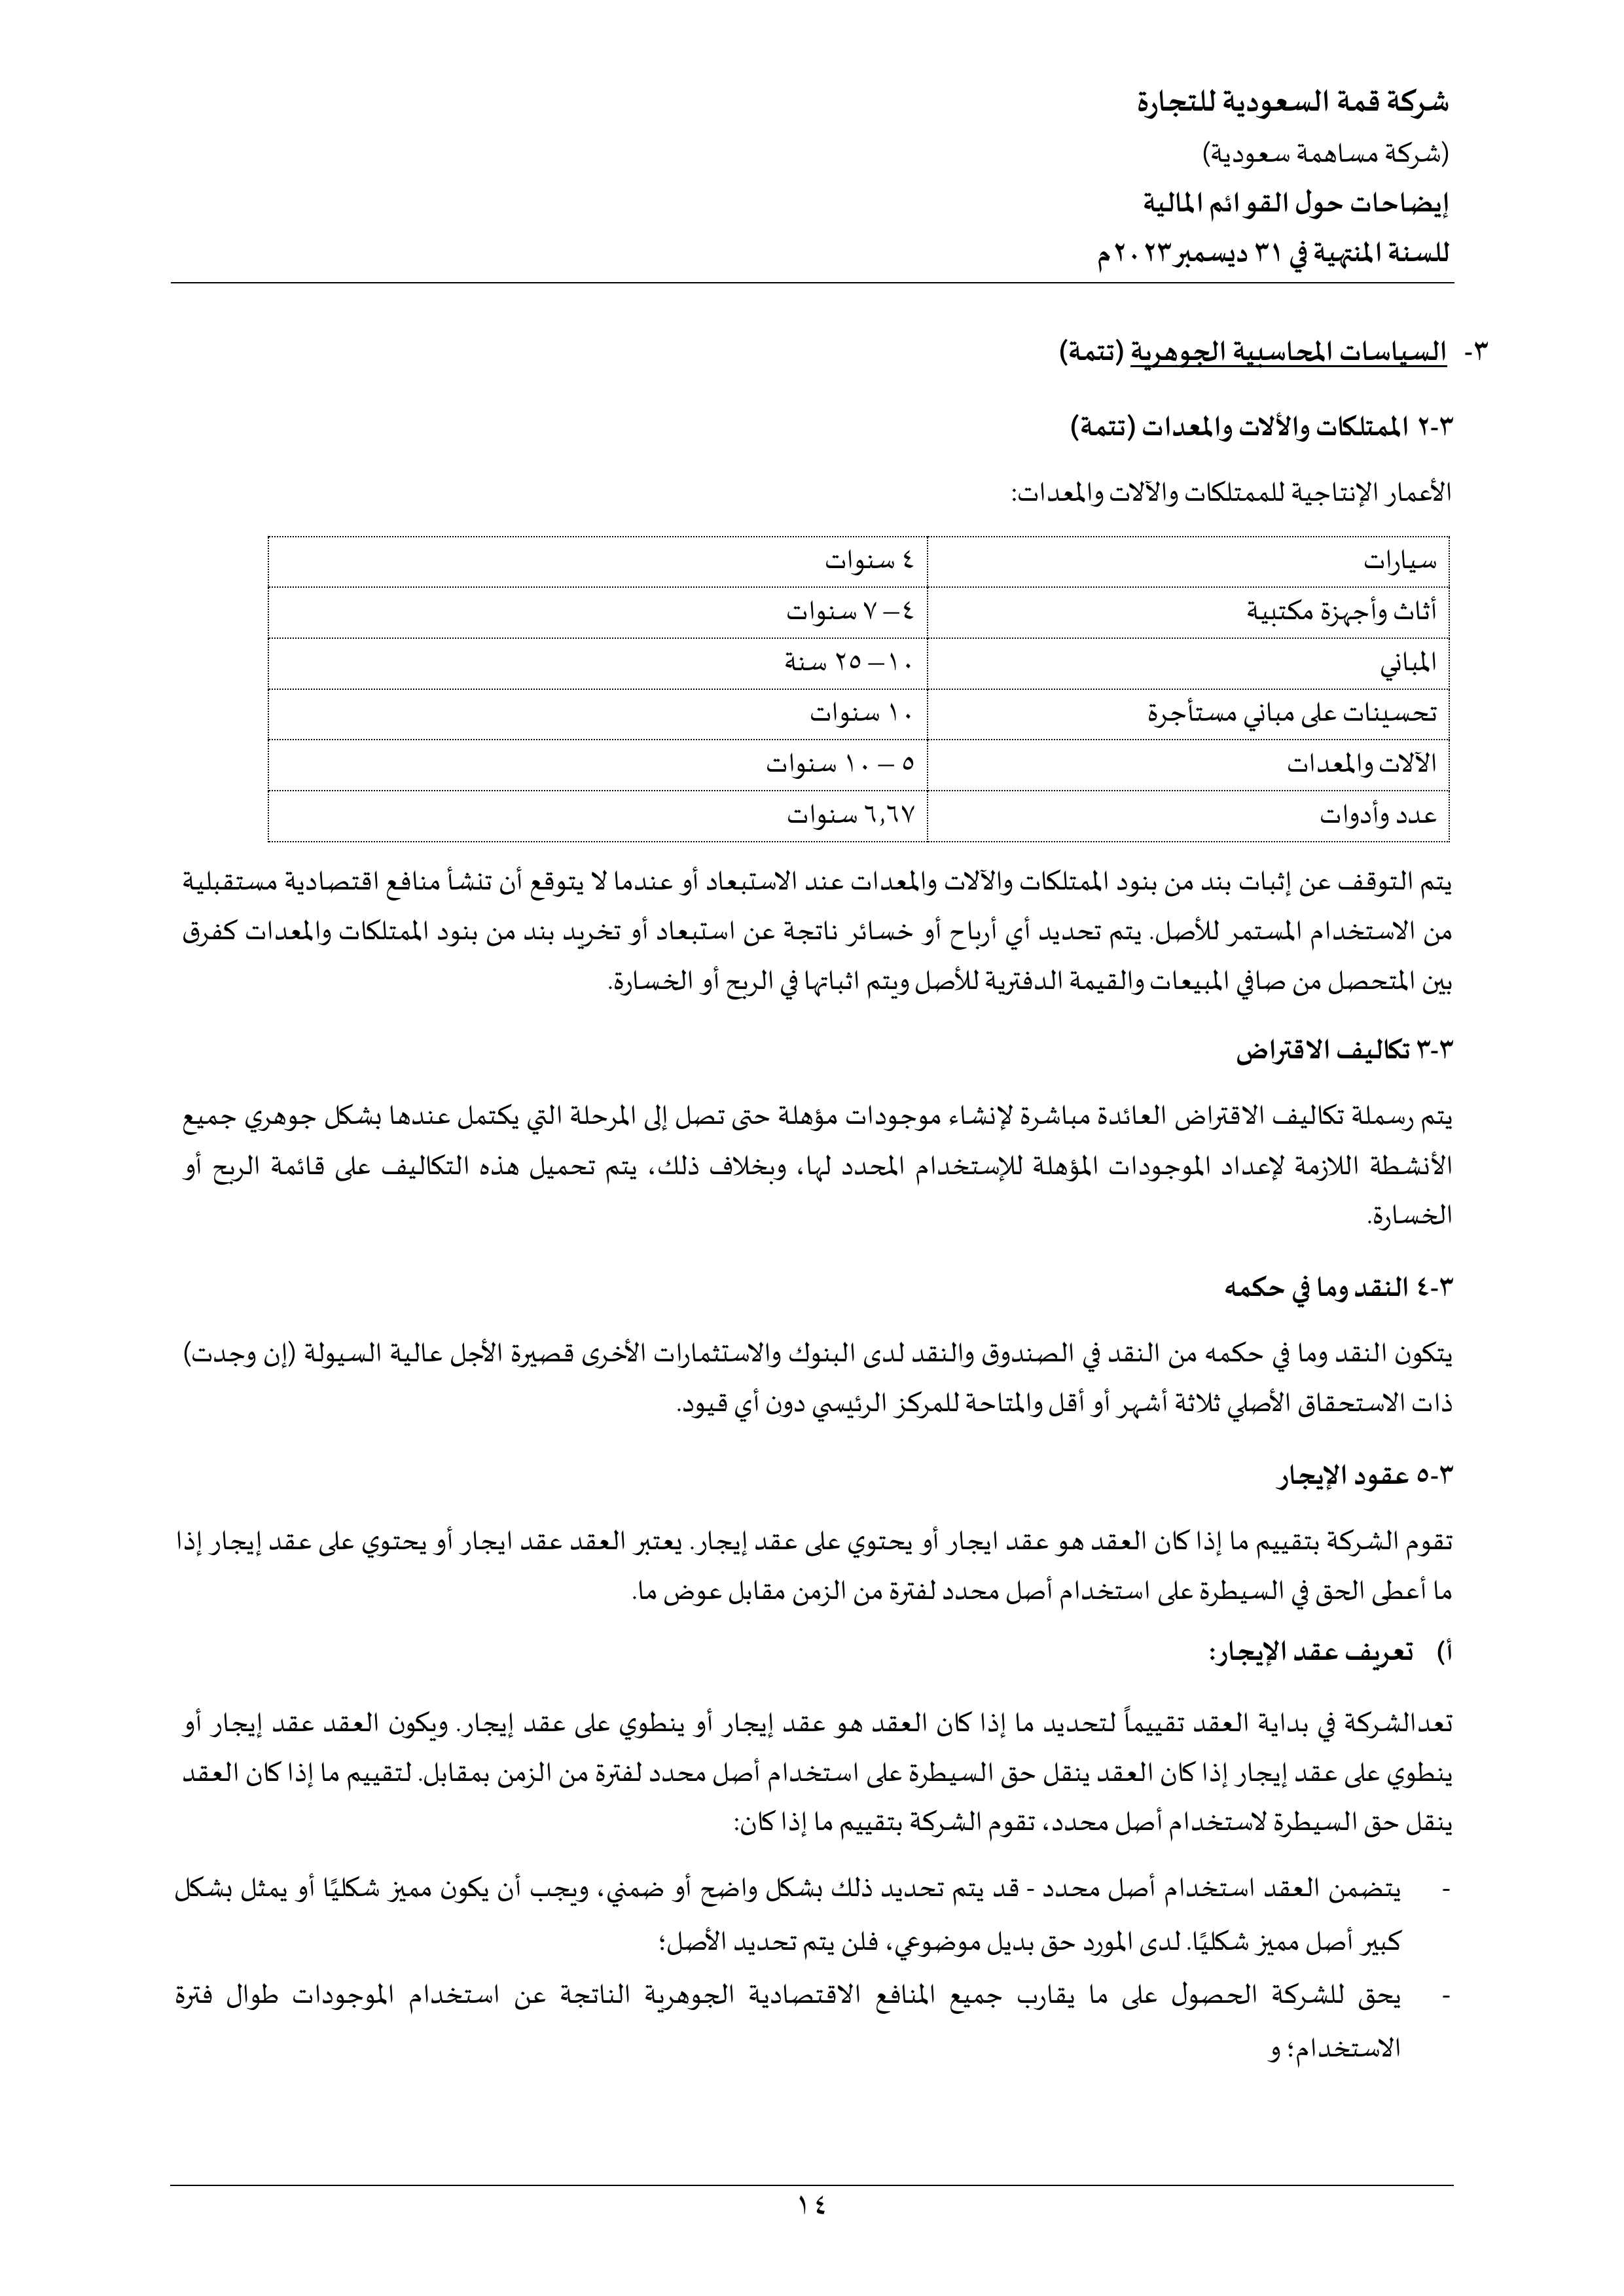 شركة قمة السعودية للتجارة
(شركة مساهمة سعودية)
إيضاحات حول القوائم المالية
للسنة المنتهية في ٣١ ديسمبر ٢٠٢٣م
٣- السياسات المحاسبية الجوهرية (تتمة)
٣-٢ الممتلكات والألات والمعدات (تتمة)
الأعمار الإنتاجية للممتلكات والآلات والمعدات:
سيارات ٤ سنوات
أثاث وأجهزة مكتبية ٤– ٧ سنوات
المباني ١٠– ٢٥ سنة
تحسينات على مباني مستأجرة ١٠ سنوات
الآلات والمعدات ٥ – ١٠ سنوات
عدد وأدوات ٦,٦٧ سنوات
يتم التوقف عن إثبات بند من بنود الممتلكات والآلات والمعدات عند الاستبعاد أو عندما لا يتوقع أن تنشأ منافع اقتصادية مستقبلية
من الاستخدام المستمر للأصل. يتم تحديد أي أرباح أو خسائر ناتجة عن استبعاد أو تخريد بند من بنود الممتلكات والمعدات كفرق
بين المتحصل من صافي المبيعات والقيمة الدفترية للأصل ويتم اثباتها في الربح أو الخسارة.
٣-٣ تكاليف الاقتراض
يتم رسملة تكاليف الاقتراض العائدة مباشرة لإنشاء موجودات مؤهلة حتى تصل إلى المرحلة التي يكتمل عندها بشكل جوهري جميع
الأنشطة اللازمة لإعداد الموجودات المؤهلة للإستخدام المحدد لها، وبخلاف ذلك، يتم تحميل هذه التكاليف على قائمة الربح أو
الخسارة.
٣-٤ النقد وما في حكمه
يتكون النقد وما في حكمه من النقد في الصندوق والنقد لدى البنوك والاستثمارات الأخرى قصيرة الأجل عالية السيولة (إن وجدت)
ذات الاستحقاق الأصلي ثلاثة أشهر أو أقل والمتاحة للمركز الرئيسي دون أي قيود.
٣-٥ عقود الإيجار
تقوم الشركة بتقييم ما إذا كان العقد هو عقد ايجار أو يحتوي على عقد إيجار. يعتبر العقد عقد ايجار أو يحتوي على عقد إيجار إذا
ما أعطى الحق في السيطرة على استخدام أصل محدد لفترة من الزمن مقابل عوض ما.
أ) تعريف عقد الإيجار:
تعدالشركة في بداية العقد تقييماً لتحديد ما إذا كان العقد هو عقد إيجار أو ينطوي على عقد إيجار. ويكون العقد عقد إيجار أو
ينطوي على عقد إيجار إذا كان العقد ينقل حق السيطرة على استخدام أصل محدد لفترة من الزمن بمقابل. لتقييم ما إذا كان العقد
ينقل حق السيطرة لاستخدام أصل محدد، تقوم الشركة بتقييم ما إذا كان:
- يتضمن العقد استخدام أصل محدد - قد يتم تحديد ذلك بشكل واضح أو ضمني، ويجب أن يكون مميز شكليًا أو يمثل بشكل
كبير أصل مميز شكليًا. لدى المورد حق بديل موضوعي، فلن يتم تحديد الأصل؛
- يحق للشركة الحصول على ما يقارب جميع المنافع الاقتصادية الجوهرية الناتجة عن استخدام الموجودات طوال فترة
الاستخدام؛ و
١٤